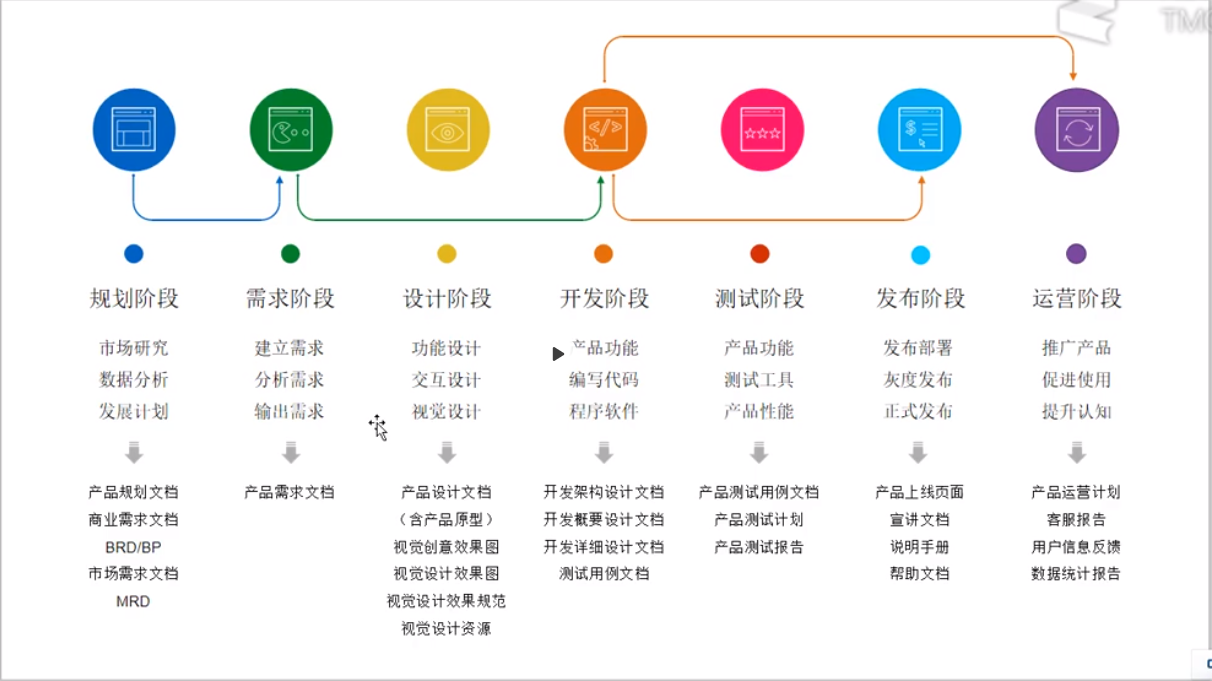 TM
规划阶段 需求阶段 设计阶段 开发阶段 测试阶段 发布阶段 运营阶段
市场研究 建立需求 功能设计 产品功能 产品功能 发布部署 推广产品
数据分析 分析需求 交互设计 编写代码 测试工具 灰度发布 促进使用
发展计划 输出需求 视觉设计 程序软件 产品性能 正式发布 提升认知
产品规划文档 产品需求文档 产品设计文档 开发架构设计文档 产品测试用例文档 产品上线页面 产品运营计划
商业需求文档 （含产品原型） 开发概要设计文档 产品测试计划 宣讲文档 客服报告
BRD/BP 视觉创意效果图 开发详细设计文档 产品测试报告 说明手册 用户信息反馈
市场需求文档 视觉设计效果图 测试用例文档 帮助文档 数据统计报告
MRD 视觉设计效果规范
视觉设计资源